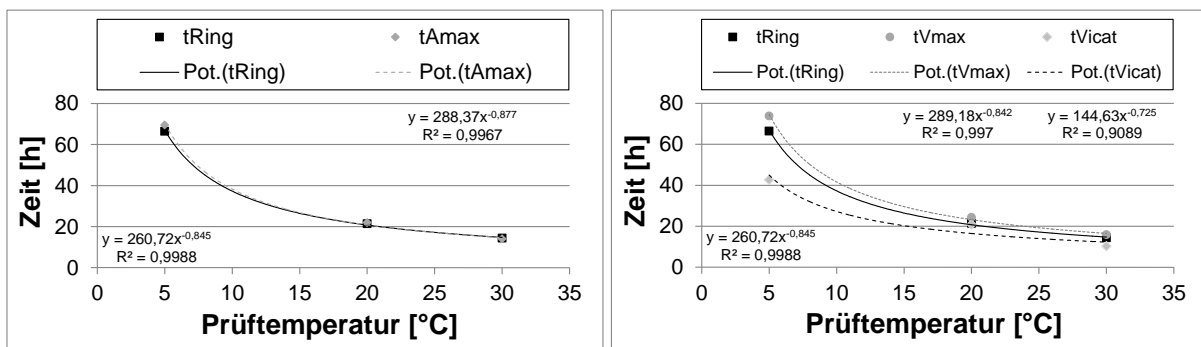 tRing tAmax
Pot.(tRing) Pot.(tAmax)
Zeit [h]
80
60
40
20
0
y = 288,37x^-0,877
R² = 0,9967
y = 260,72x^-0,845
R² = 0,9988
0 5 10 15 20 25 30 35
Prüftemperatur [°C]
tRing tVmax tVicat
Pot.(tRing) Pot.(tVmax) Pot.(tVicat)
Zeit [h]
80
60
40
20
0
y = 289,18x^-0,842 y = 144,63x^-0,725
R² = 0,997 R² = 0,9089
y = 260,72x^-0,845
R² = 0,9988
0 5 10 15 20 25 30 35
Prüftemperatur [°C]